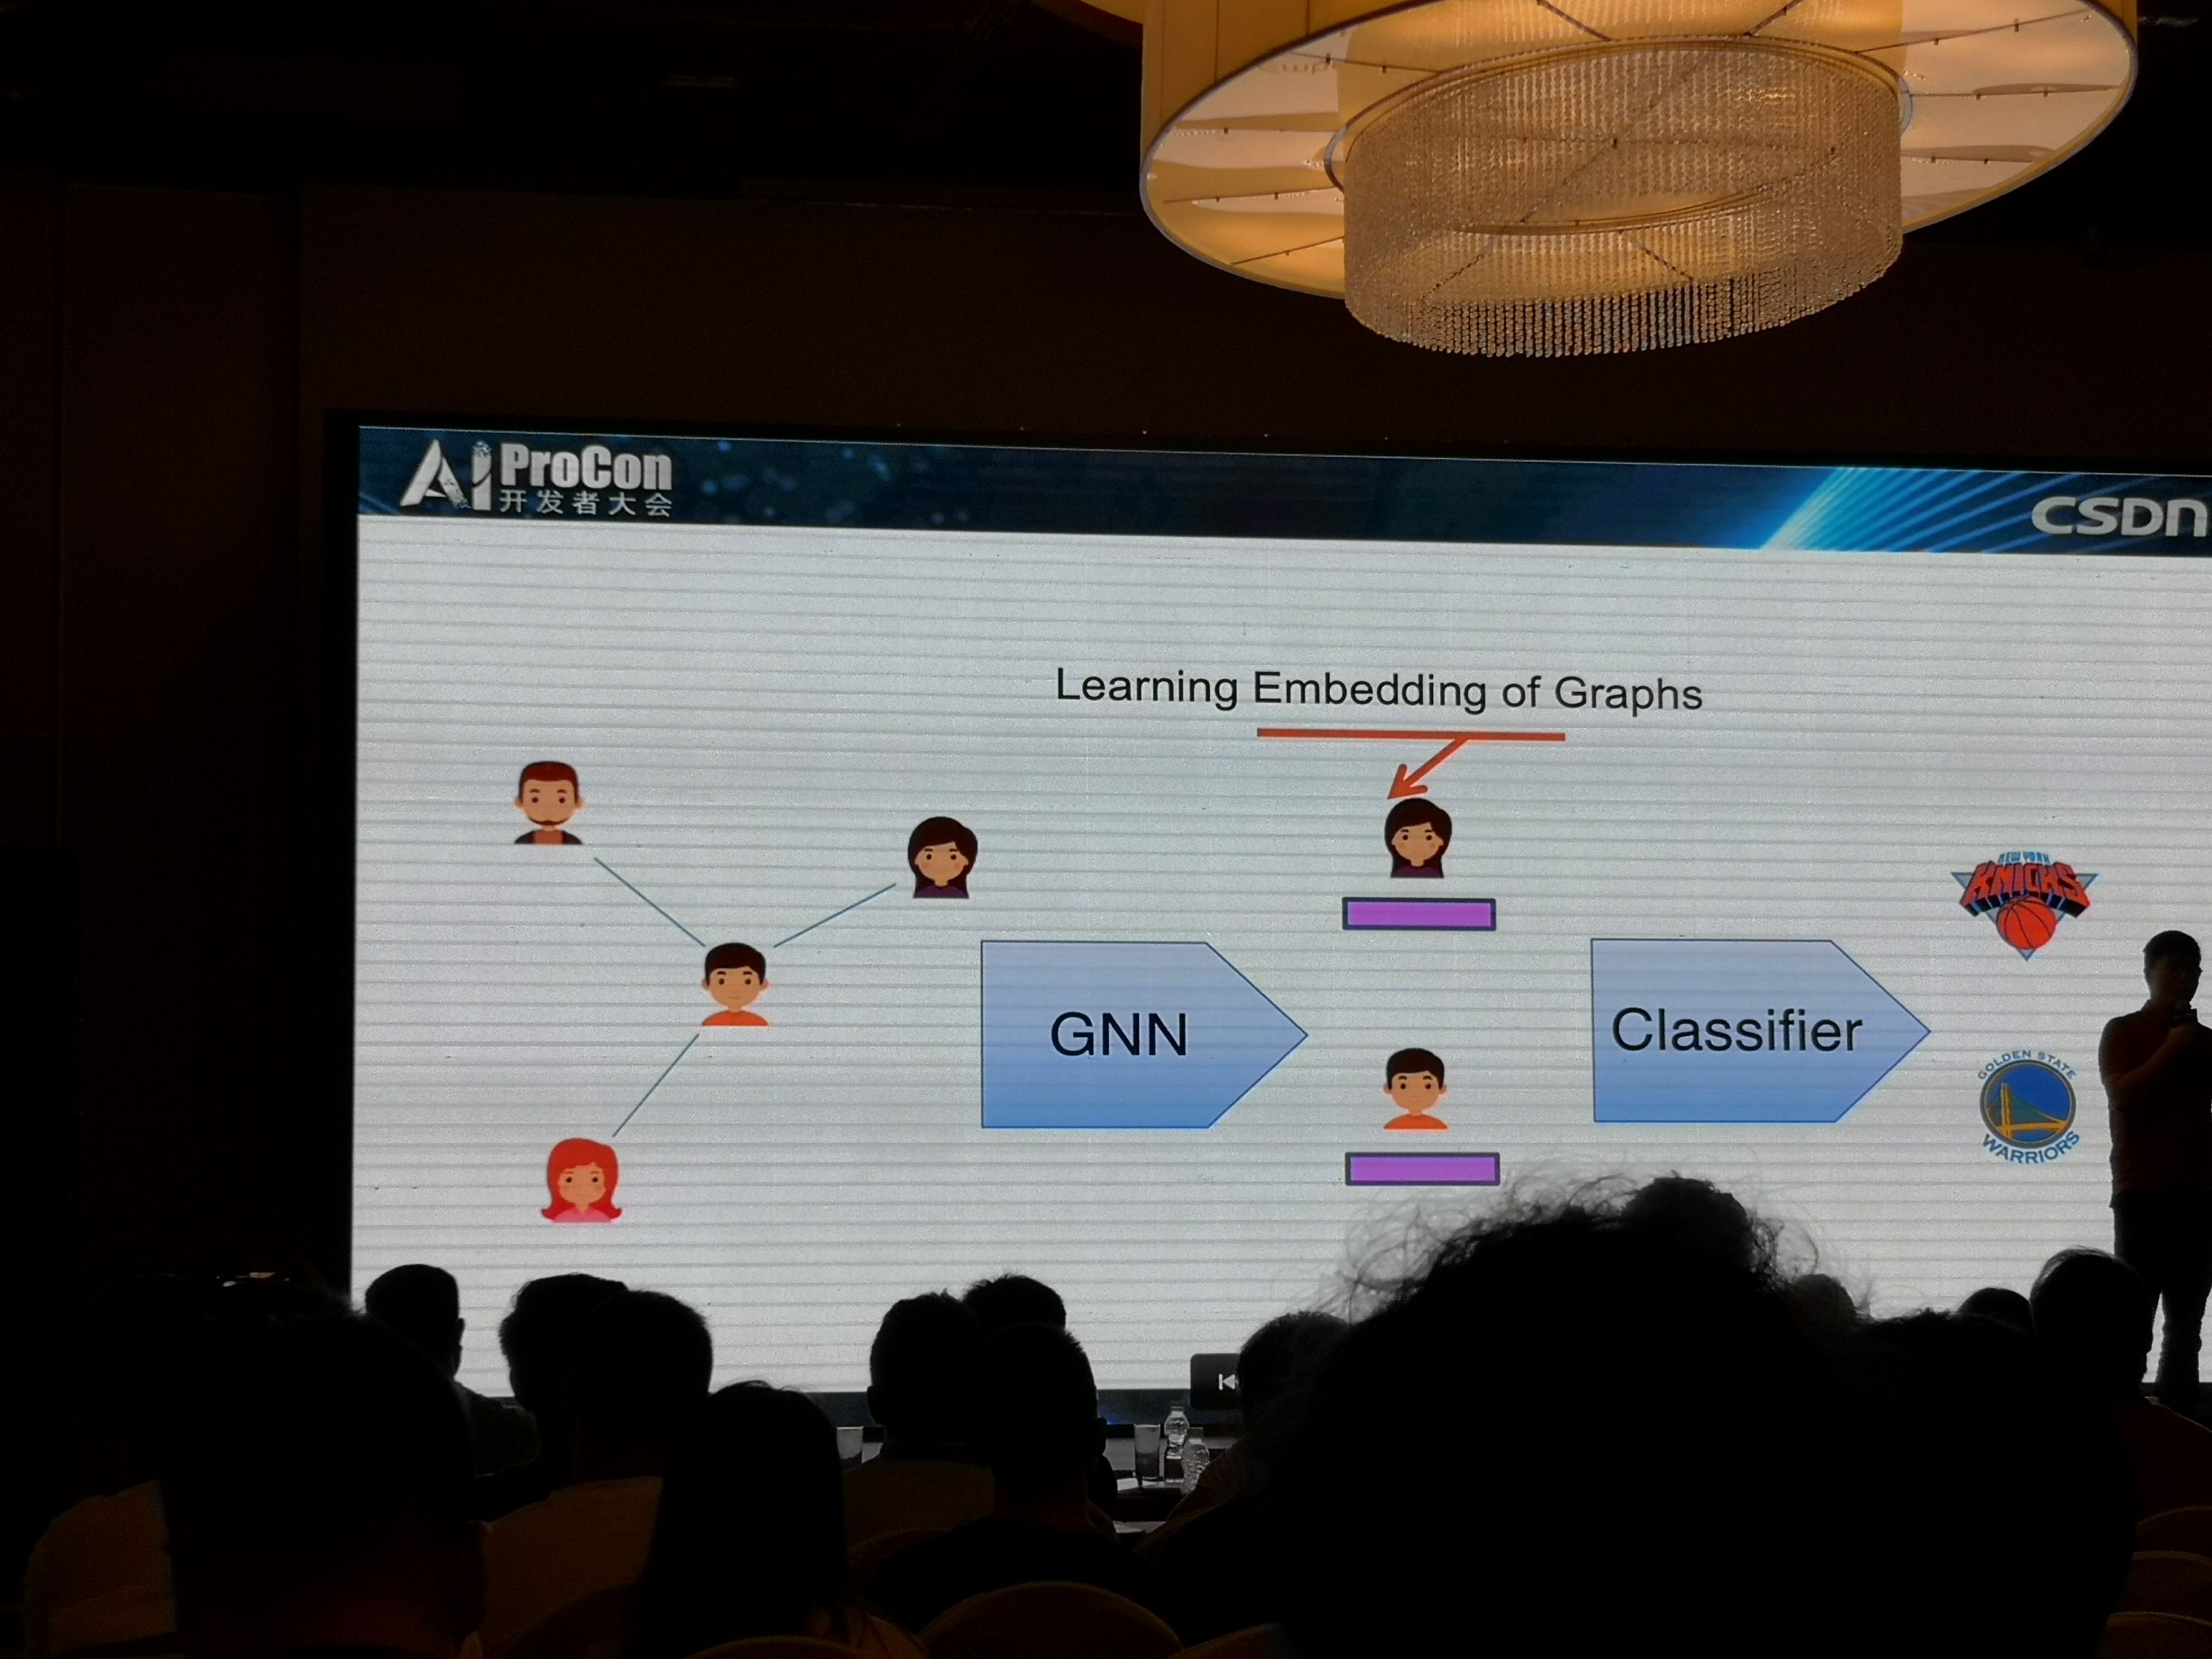 Ai ProCon
开发者大会
CSDN
Learning Embedding of Graphs
NEW YORK
KNICKS
GNN
Classifier
GOLDEN STATE
WARRIORS